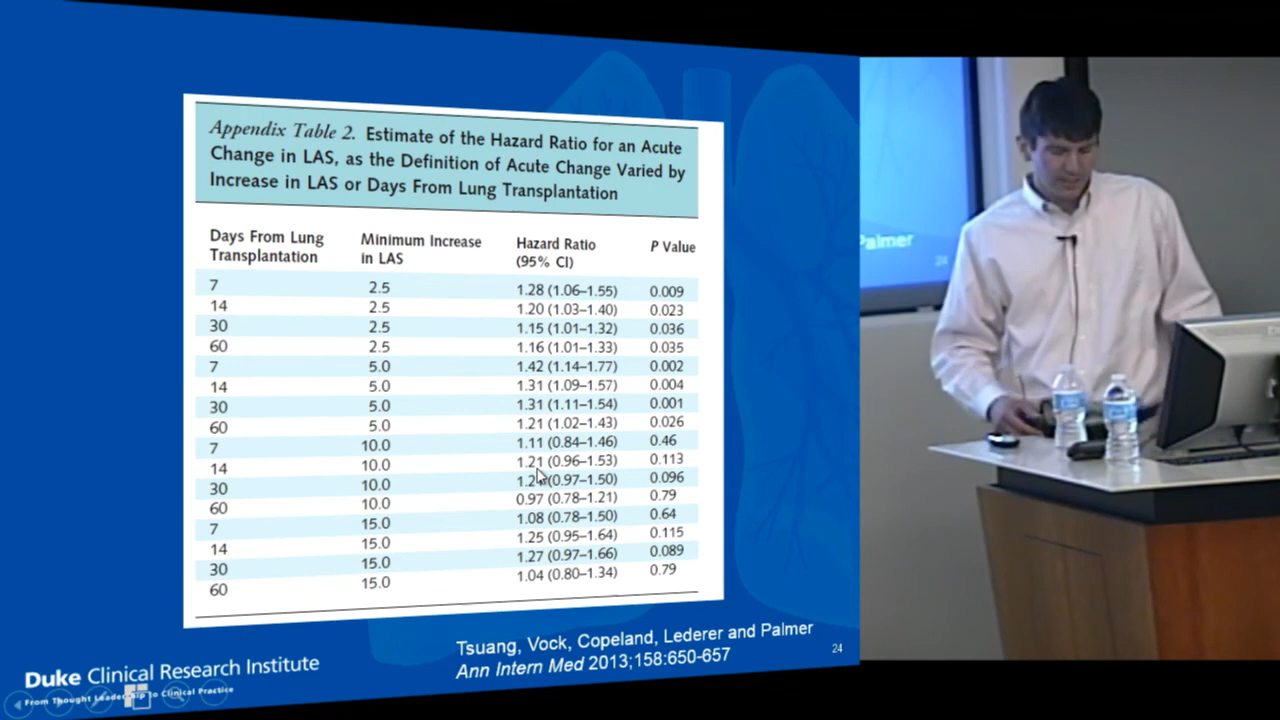 Appendix Table 2. Estimate of the Hazard Ratio for an Acute
Change in LAS, as the Definition of Acute Change Varied by
Increase in LAS or Days From Lung Transplantation
Days From Lung Transplantation Minimum Increase in LAS Hazard Ratio (95% CI) P Value
7 2.5 1.28 (1.06–1.55) 0.009
14 2.5 1.20 (1.03–1.40) 0.023
30 2.5 1.15 (1.01–1.32) 0.036
60 2.5 1.16 (1.01–1.33) 0.035
7 5.0 1.42 (1.14–1.77) 0.002
14 5.0 1.31 (1.09–1.57) 0.004
30 5.0 1.31 (1.11–1.54) 0.001
60 5.0 1.21 (1.02–1.43) 0.026
7 10.0 1.11 (0.84–1.46) 0.46
14 10.0 1.21 (0.96–1.53) 0.113
30 10.0 (0.97–1.50) 0.096
60 10.0 0.97 (0.78–1.21) 0.79
7 15.0 1.08 (0.78–1.50) 0.64
14 15.0 1.25 (0.95–1.64) 0.115
30 15.0 1.27 (0.97–1.66) 0.089
60 15.0 1.04 (0.80–1.34) 0.79
Tsuang, Vock, Copeland, Lederer and Palmer
Ann Intern Med 2013;158:650-657
24
Duke Clinical Research Institute
From Thought Leadership to Clinical Practice
Palmer
24